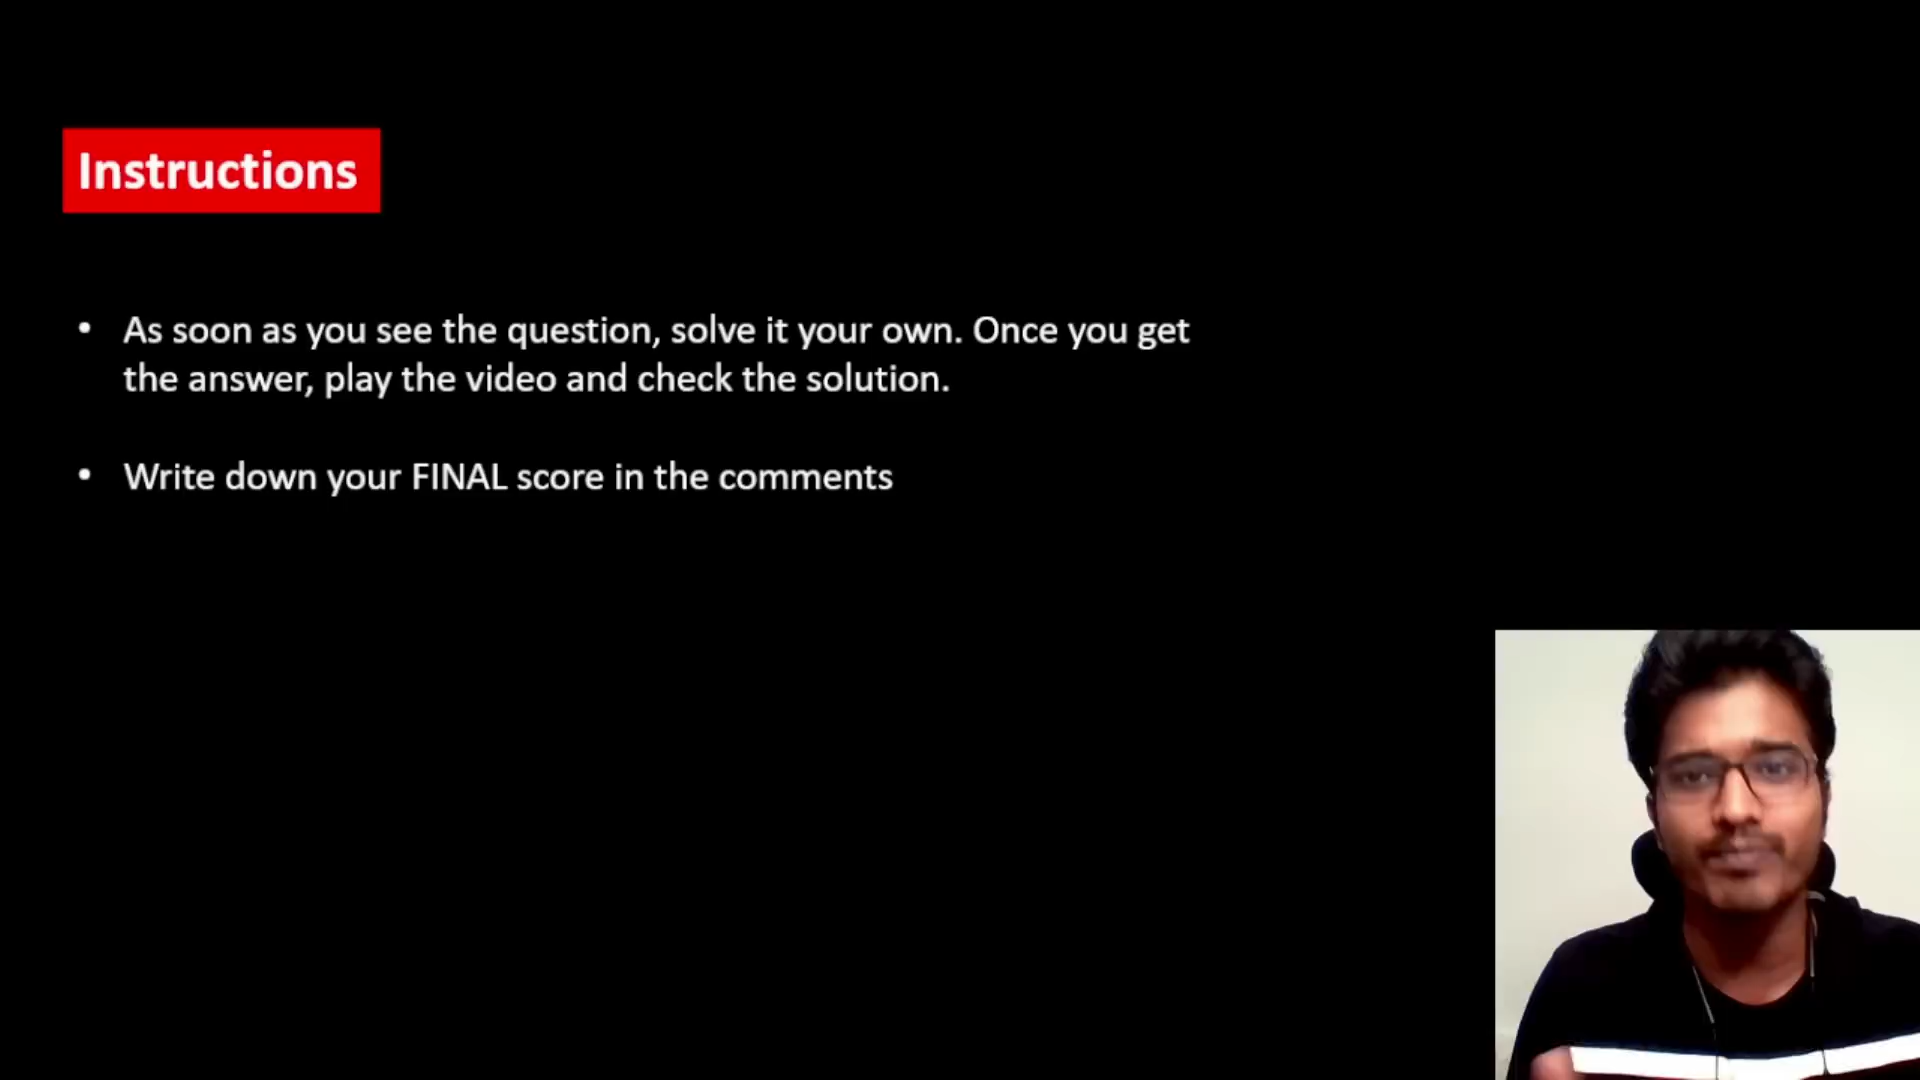 Instructions
• As soon as you see the question, solve it your own. Once you get
the answer, play the video and check the solution.
• Write down your FINAL score in the comments